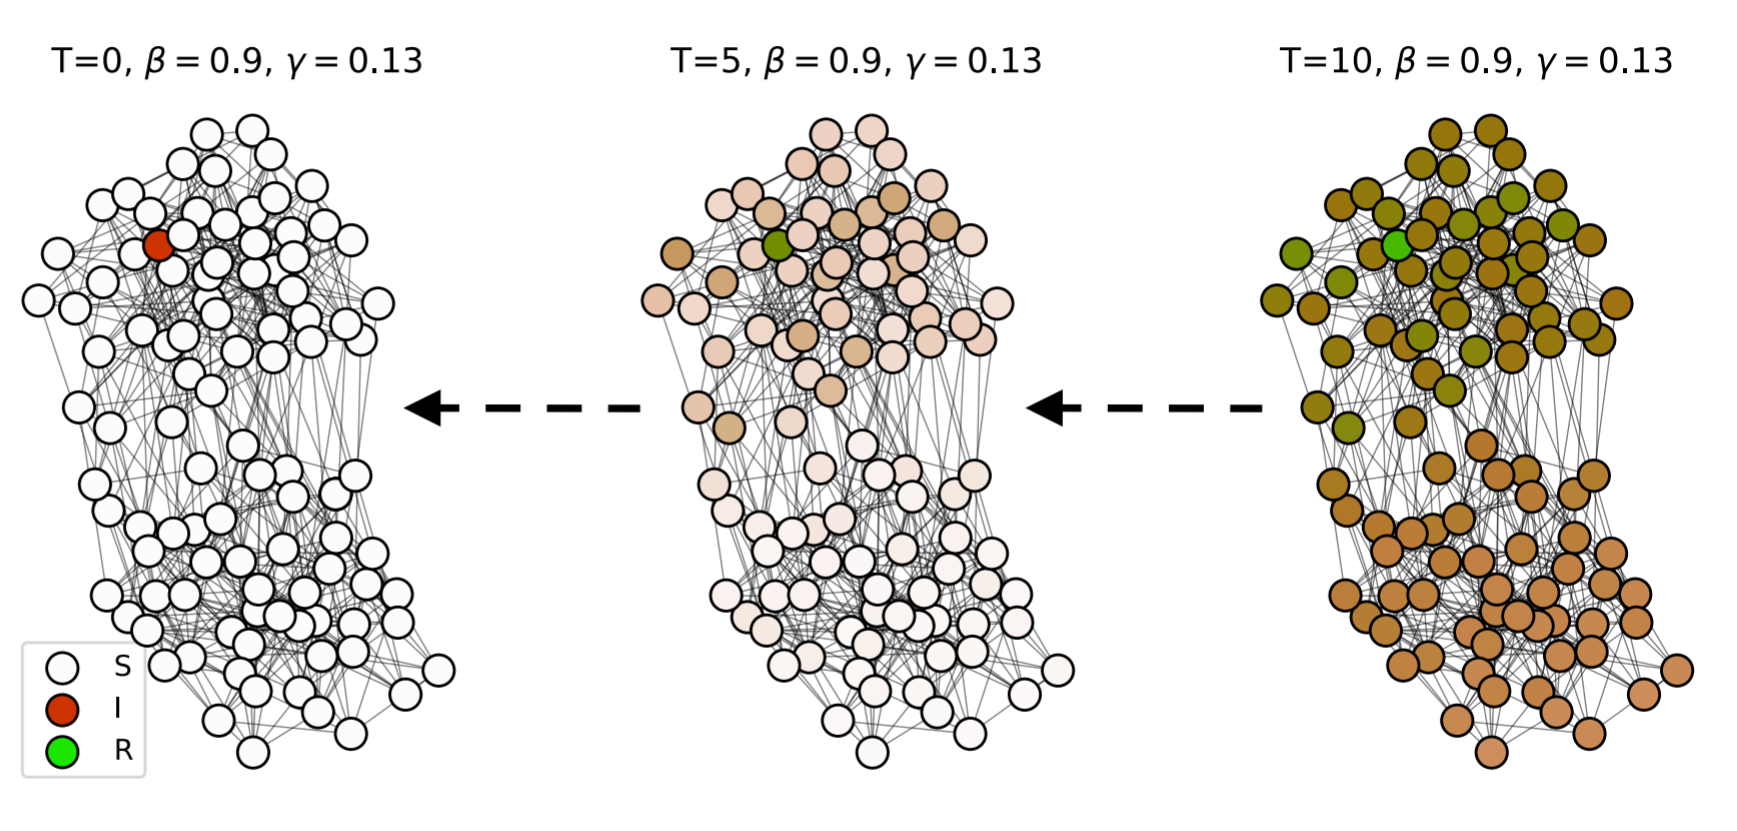 T=0, β = 0.9, γ = 0.13
T=5, β = 0.9, γ = 0.13
T=10, β = 0.9, γ = 0.13
S
I
R